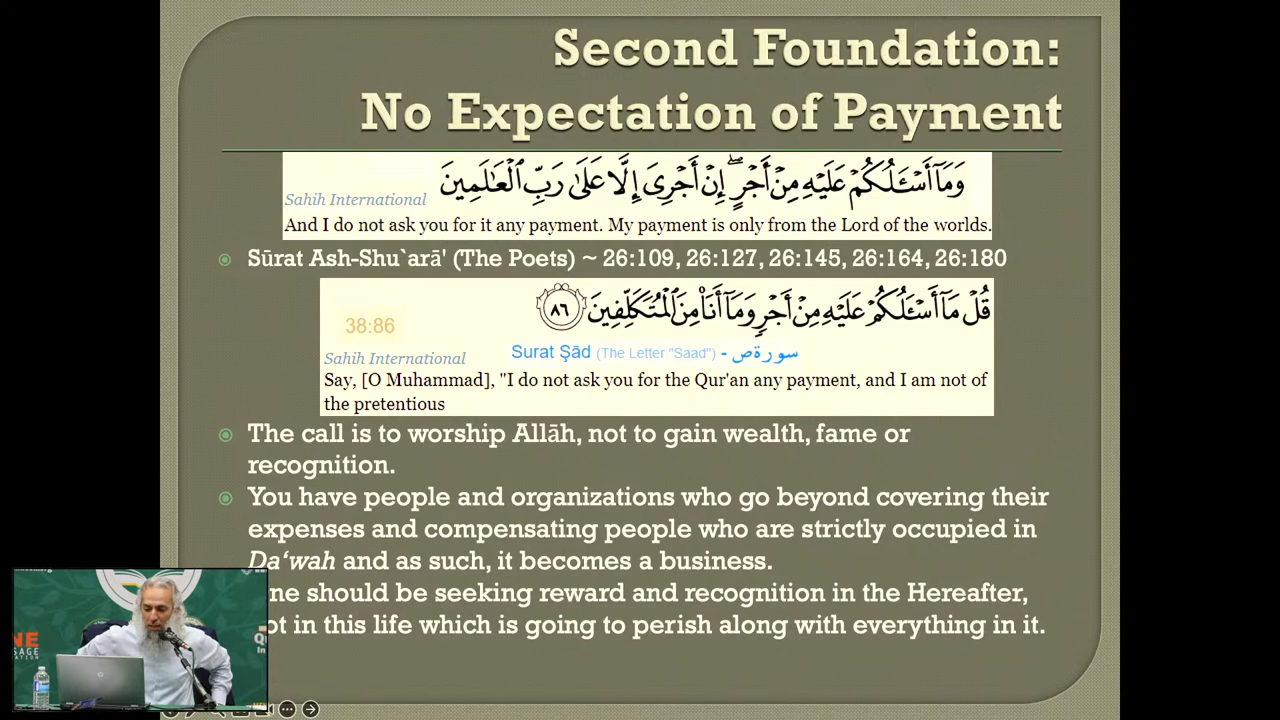 Second Foundation:
No Expectation of Payment
وَمَآ أَسْـَٔلُكُمْ عَلَيْهِ مِنْ أَجْرٍ ۖ إِنْ أَجْرِىَ إِلَّا عَلَىٰ رَبِّ ٱلْعَـٰلَمِينَ
Sahih International
And I do not ask you for it any payment. My payment is only from the Lord of the worlds.
Sūrat Ash-Shu`arā' (The Poets) ~ 26:109, 26:127, 26:145, 26:164, 26:180
قُلْ مَآ أَسْـَٔلُكُمْ عَلَيْهِ مِنْ أَجْرٍ وَمَآ أَنَا۠ مِنَ ٱلْمُتَكَلِّفِينَ ٨٦
38:86
Surat Şād (The Letter "Saad") - سورة ص
Sahih International
Say, [O Muhammad], "I do not ask you for the Qur'an any payment, and I am not of
the pretentious
The call is to worship Allāh, not to gain wealth, fame or
recognition.
You have people and organizations who go beyond covering their
expenses and compensating people who are strictly occupied in
Da‘wah and as such, it becomes a business.
ne should be seeking reward and recognition in the Hereafter,
ot in this life which is going to perish along with everything in it.
NE
SAGE